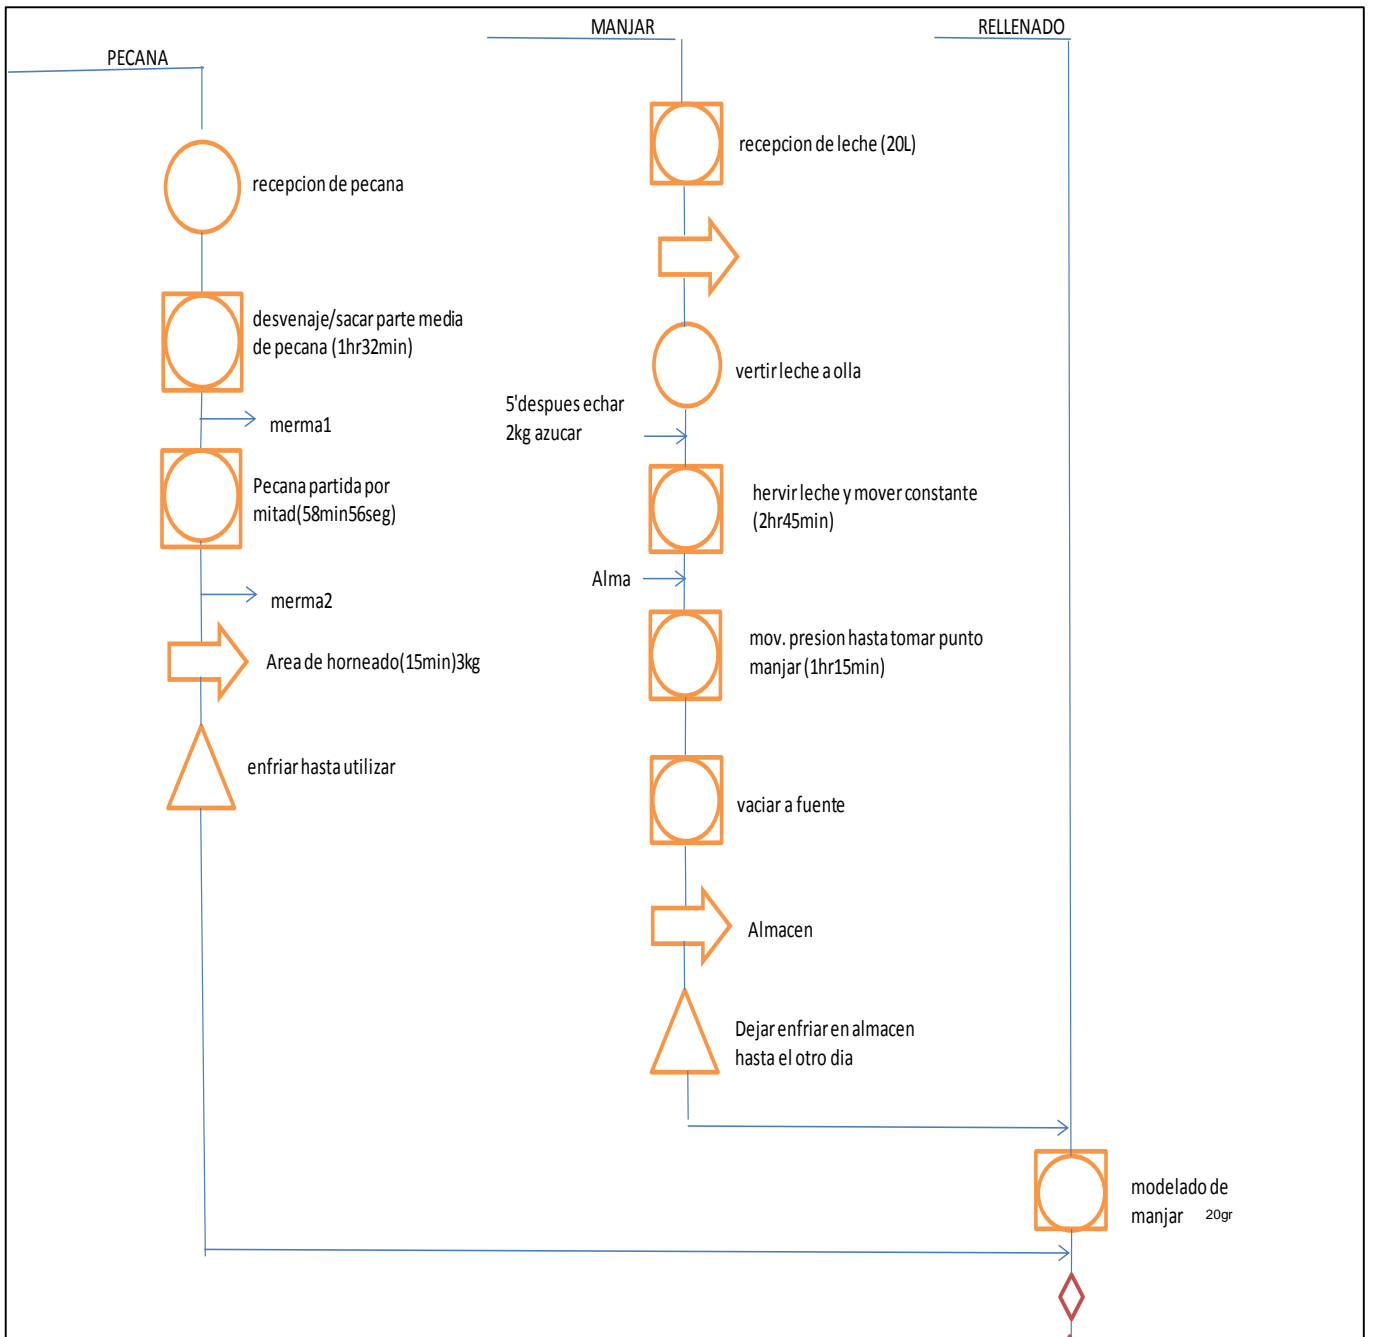 PECANA
MANJAR
RELLENADO
recepcion de pecana
desvenaje/sacar parte media
de pecana (1hr32min)
merma1
Pecana partida por
mitad(58min56seg)
merma2
Area de horneado(15min)3kg
enfriar hasta utilizar
recepcion de leche (20L)
vertir leche a olla
5'despues echar
2kg azucar
hervir leche y mover constante
(2hr45min)
Alma
mov. presion hasta tomar punto
manjar (1hr15min)
vaciar a fuente
Almacen
Dejar enfriar en almacen
hasta el otro dia
modelado de
manjar 20gr